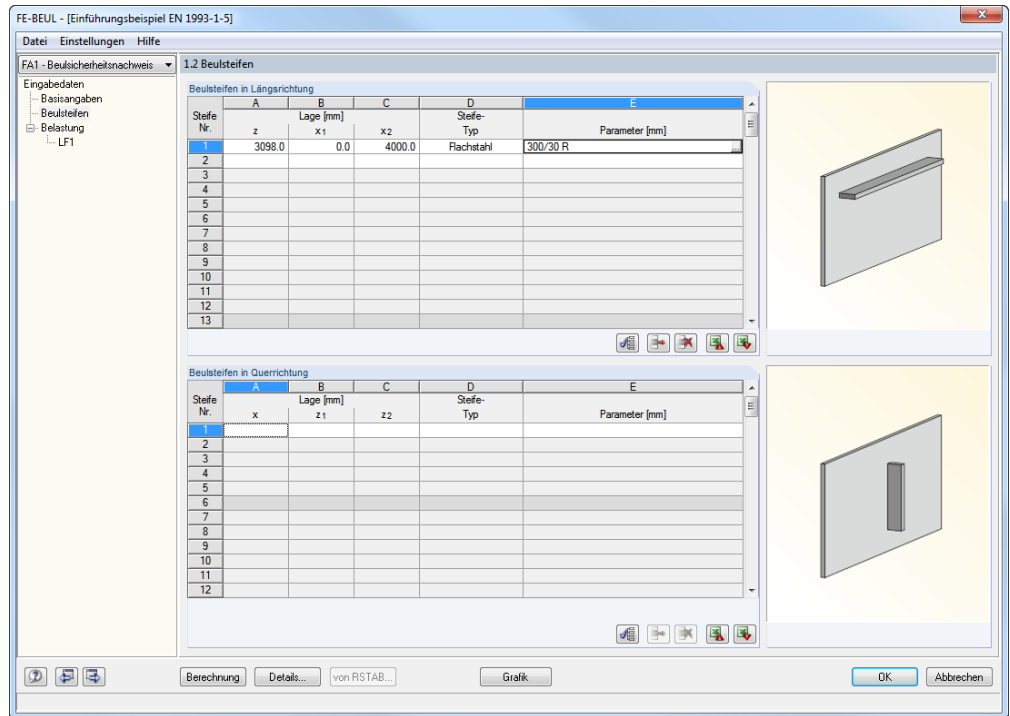 FE-BEUL - [Einführungsbeispiel EN 1993-1-5]
Datei Einstellungen Hilfe
FA1 - Beulsicherheitsnachweis
1.2 Beulsteifen
Eingabedaten
Basisangaben
Beulsteifen
Belastung
LF1
Beulsteifen in Längsrichtung
A B C D E
Steife Nr. Lage [mm] Steife-
z x1 x2 Typ Parameter [mm]
1 3098.0 0.0 4000.0 Flachstahl 300/30 R ...
2
3
4
5
6
7
8
9
10
11
12
13
Beulsteifen in Querrichtung
A B C D E
Steife Nr. Lage [mm] Steife-
x z1 z2 Typ Parameter [mm]
1
2
3
4
5
6
7
8
9
10
11
12
Berechnung Details... von RSTAB... Grafik OK Abbrechen